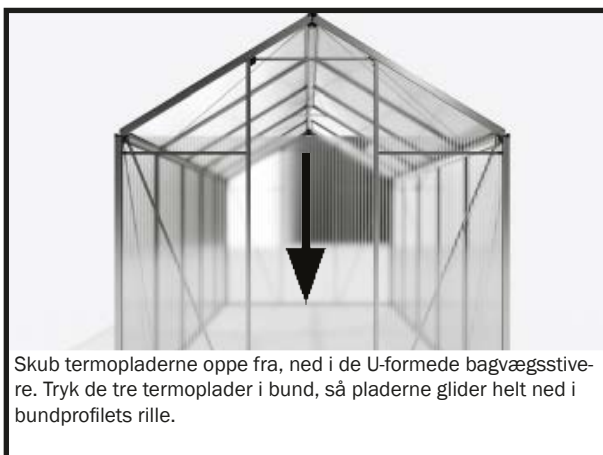 Skub termopladerne oppe fra, ned i de U-formede bagvægsstive-
re. Tryk de tre termoplader i bund, så pladerne glider helt ned i
bundprofilets rille.